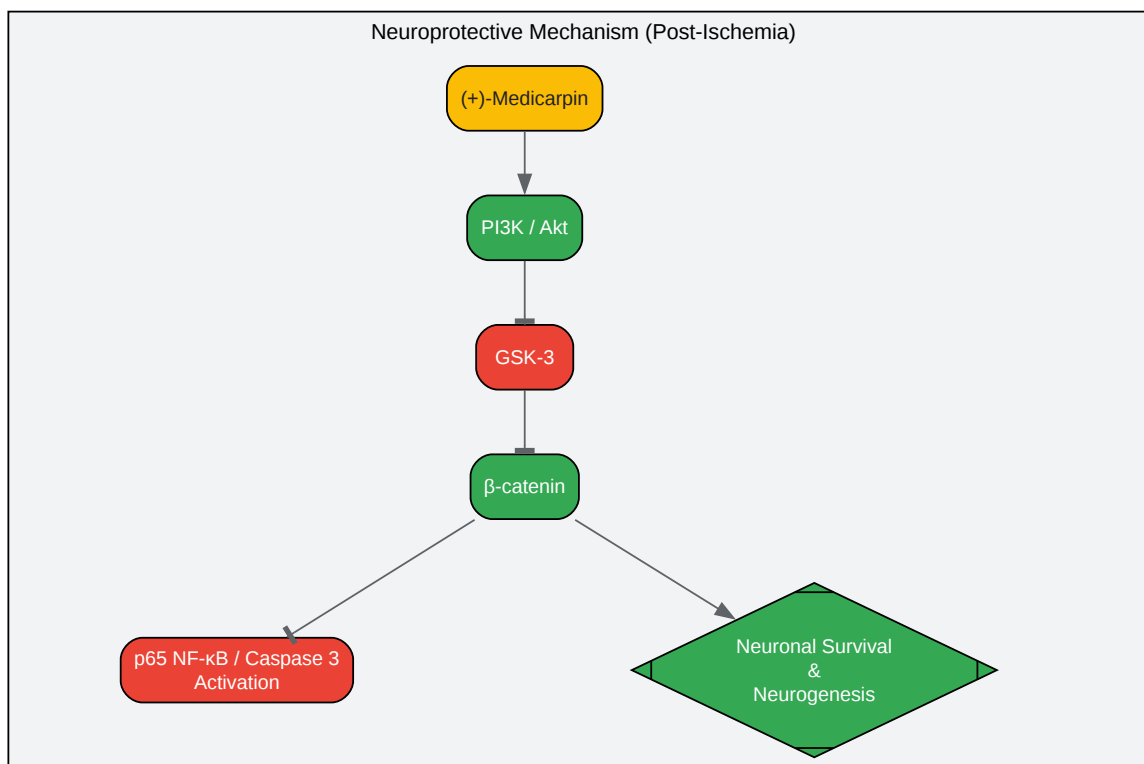 Neuroprotective Mechanism (Post-Ischemia)
(+)-Medicarpin
PI3K / Akt
GSK-3
β-catenin
p65 NF-κB / Caspase 3
Activation
Neuronal Survival
&
Neurogenesis